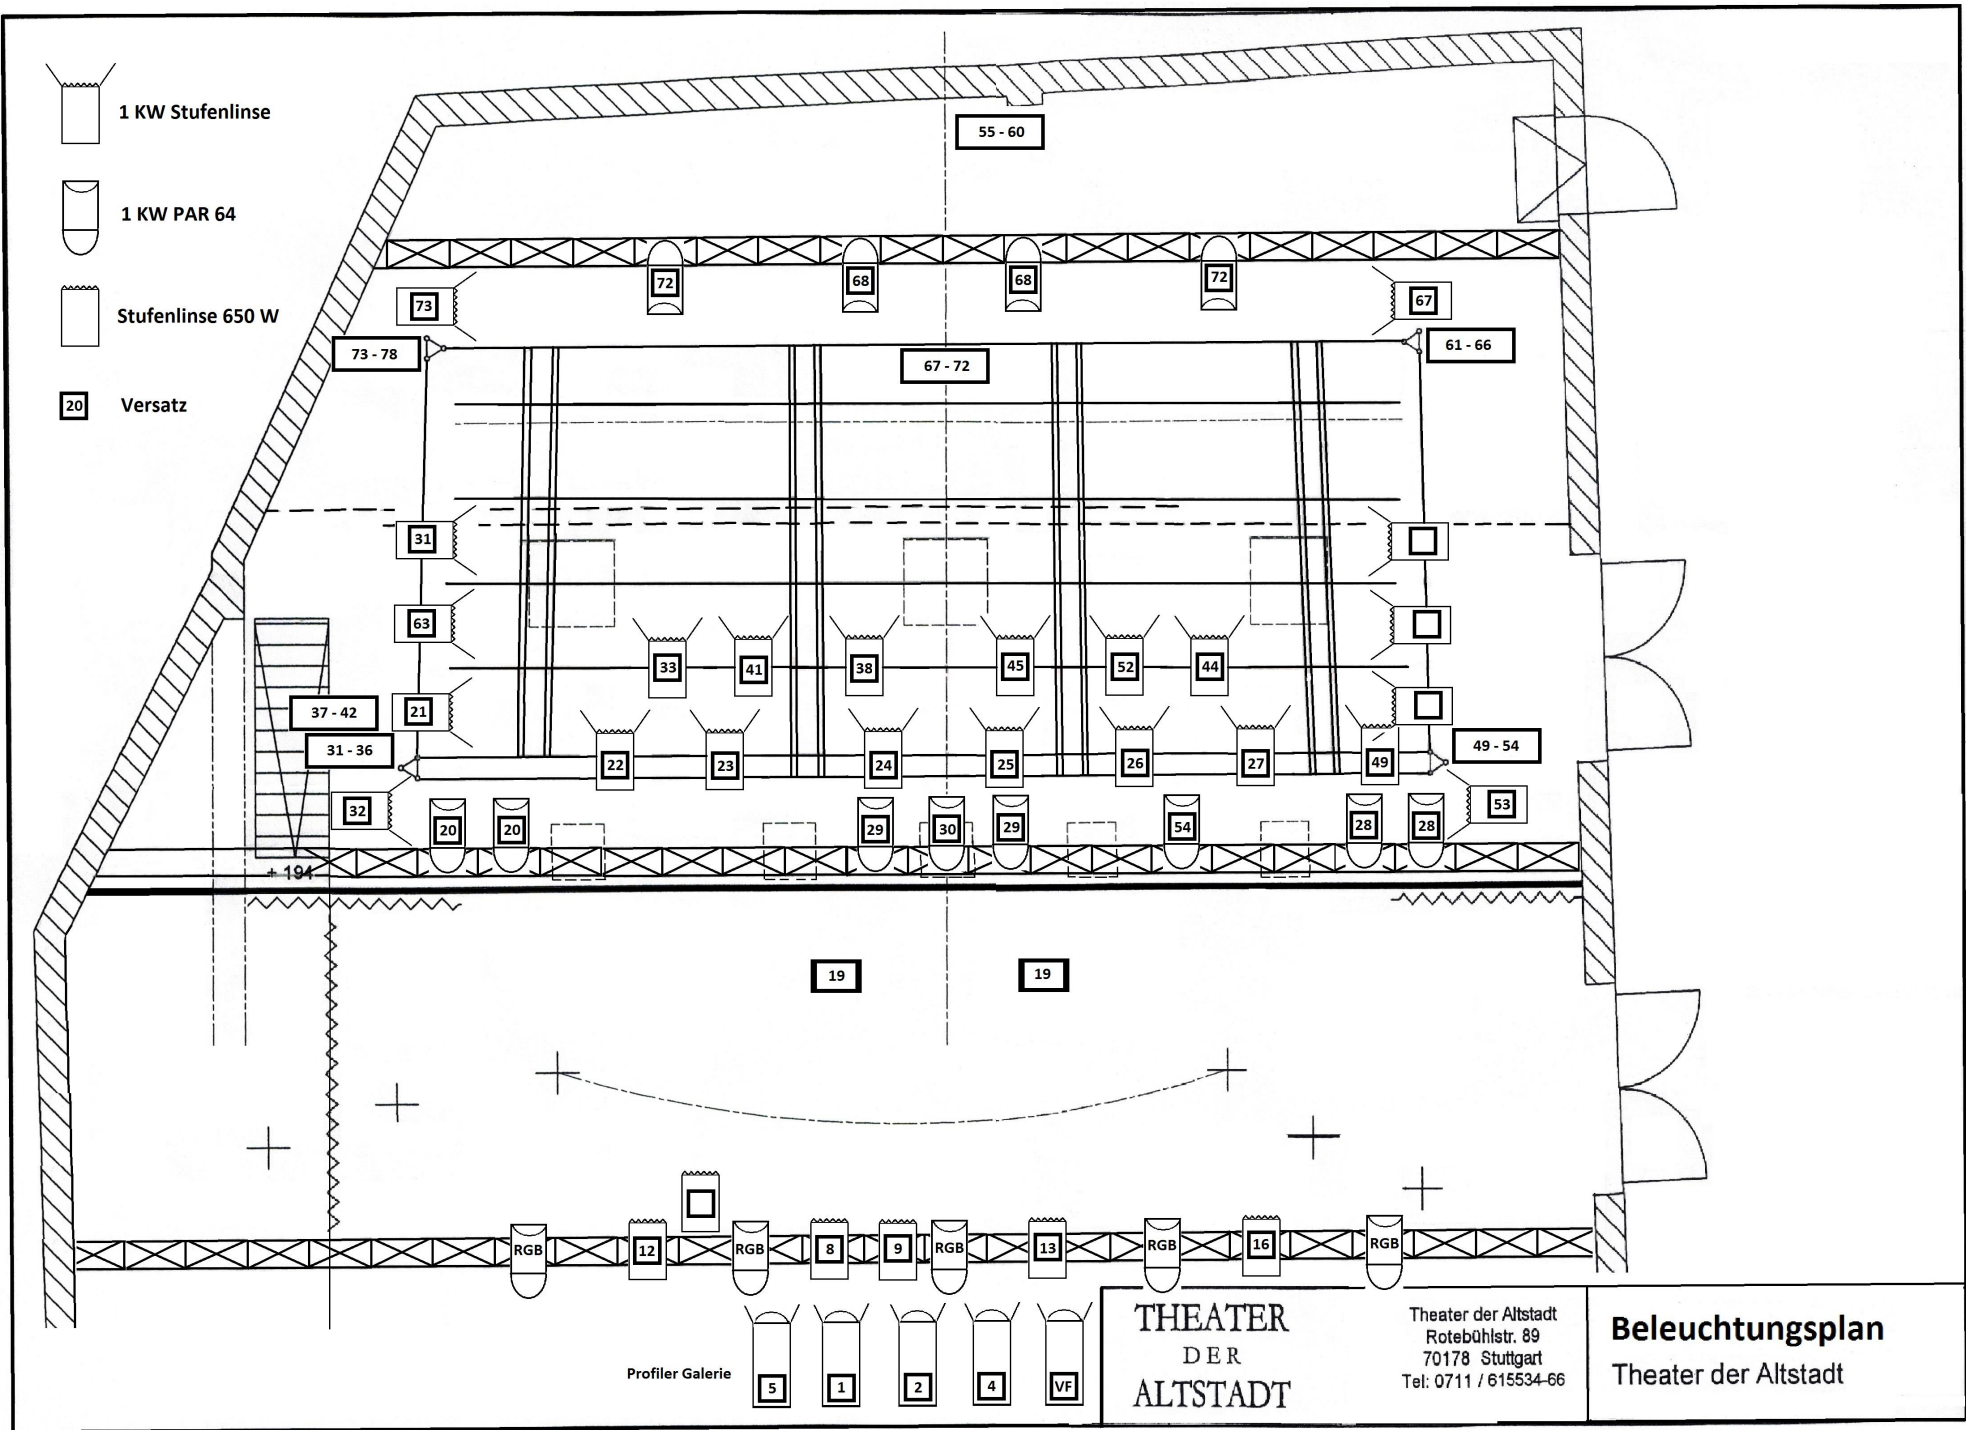 1 KW Stufenlinse
1 KW PAR 64
Stufenlinse 650 W
20 Versatz
55 - 60
72 68 68 72
73 67
73 - 78 67 - 72 61 - 66
31
63
33 41 38 45 52 44
37 - 42 21
31 - 36 49 - 54
22 23 24 25 26 27 49
32 53
20 20 29 30 29 54 28 28
+ 194
19 19
RGB 12 RGB 8 9 RGB 13 RGB 16 RGB
Profiler Galerie
5 1 2 4 VF
THEATER
DER
ALTSTADT
Theater der Altstadt
Rotebühlstr. 89
70178 Stuttgart
Tel: 0711 / 615534-66
Beleuchtungsplan
Theater der Altstadt